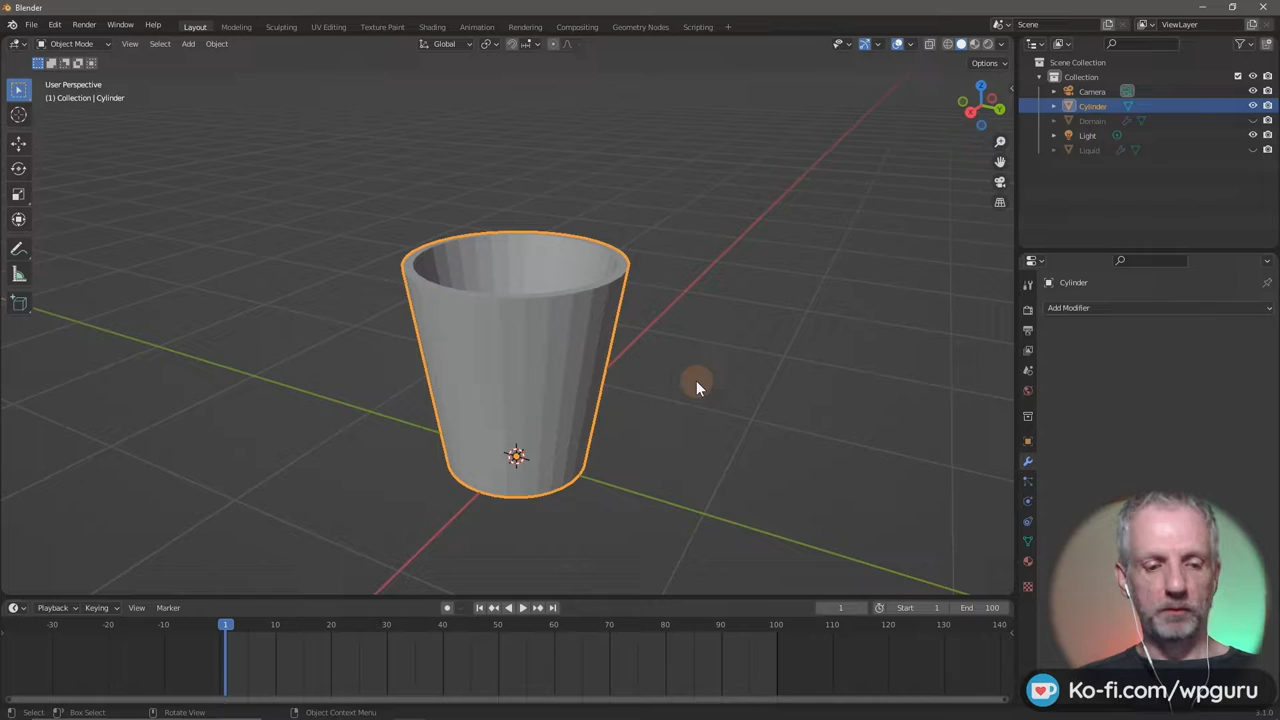 Blender
File Edit Render Window Help Layout Modeling Sculpting UV Editing Texture Paint Shading Animation Rendering Compositing Geometry Nodes Scripting + Scene ViewLayer
Object Mode View Select Add Object Global
Options
User Perspective
(1) Collection | Cylinder
Z
Y
X
Scene Collection
Collection
Camera
Cylinder
Domain
Light
Liquid
Cylinder
Add Modifier
Playback Keying View Marker 1 Start 1 End 100
-30 -20 -10 1 10 20 30 40 50 60 70 80 90 100 110 120 130 140
Ko-fi.com/wpguru
Select Box Select Rotate View Object Context Menu 3.1.0